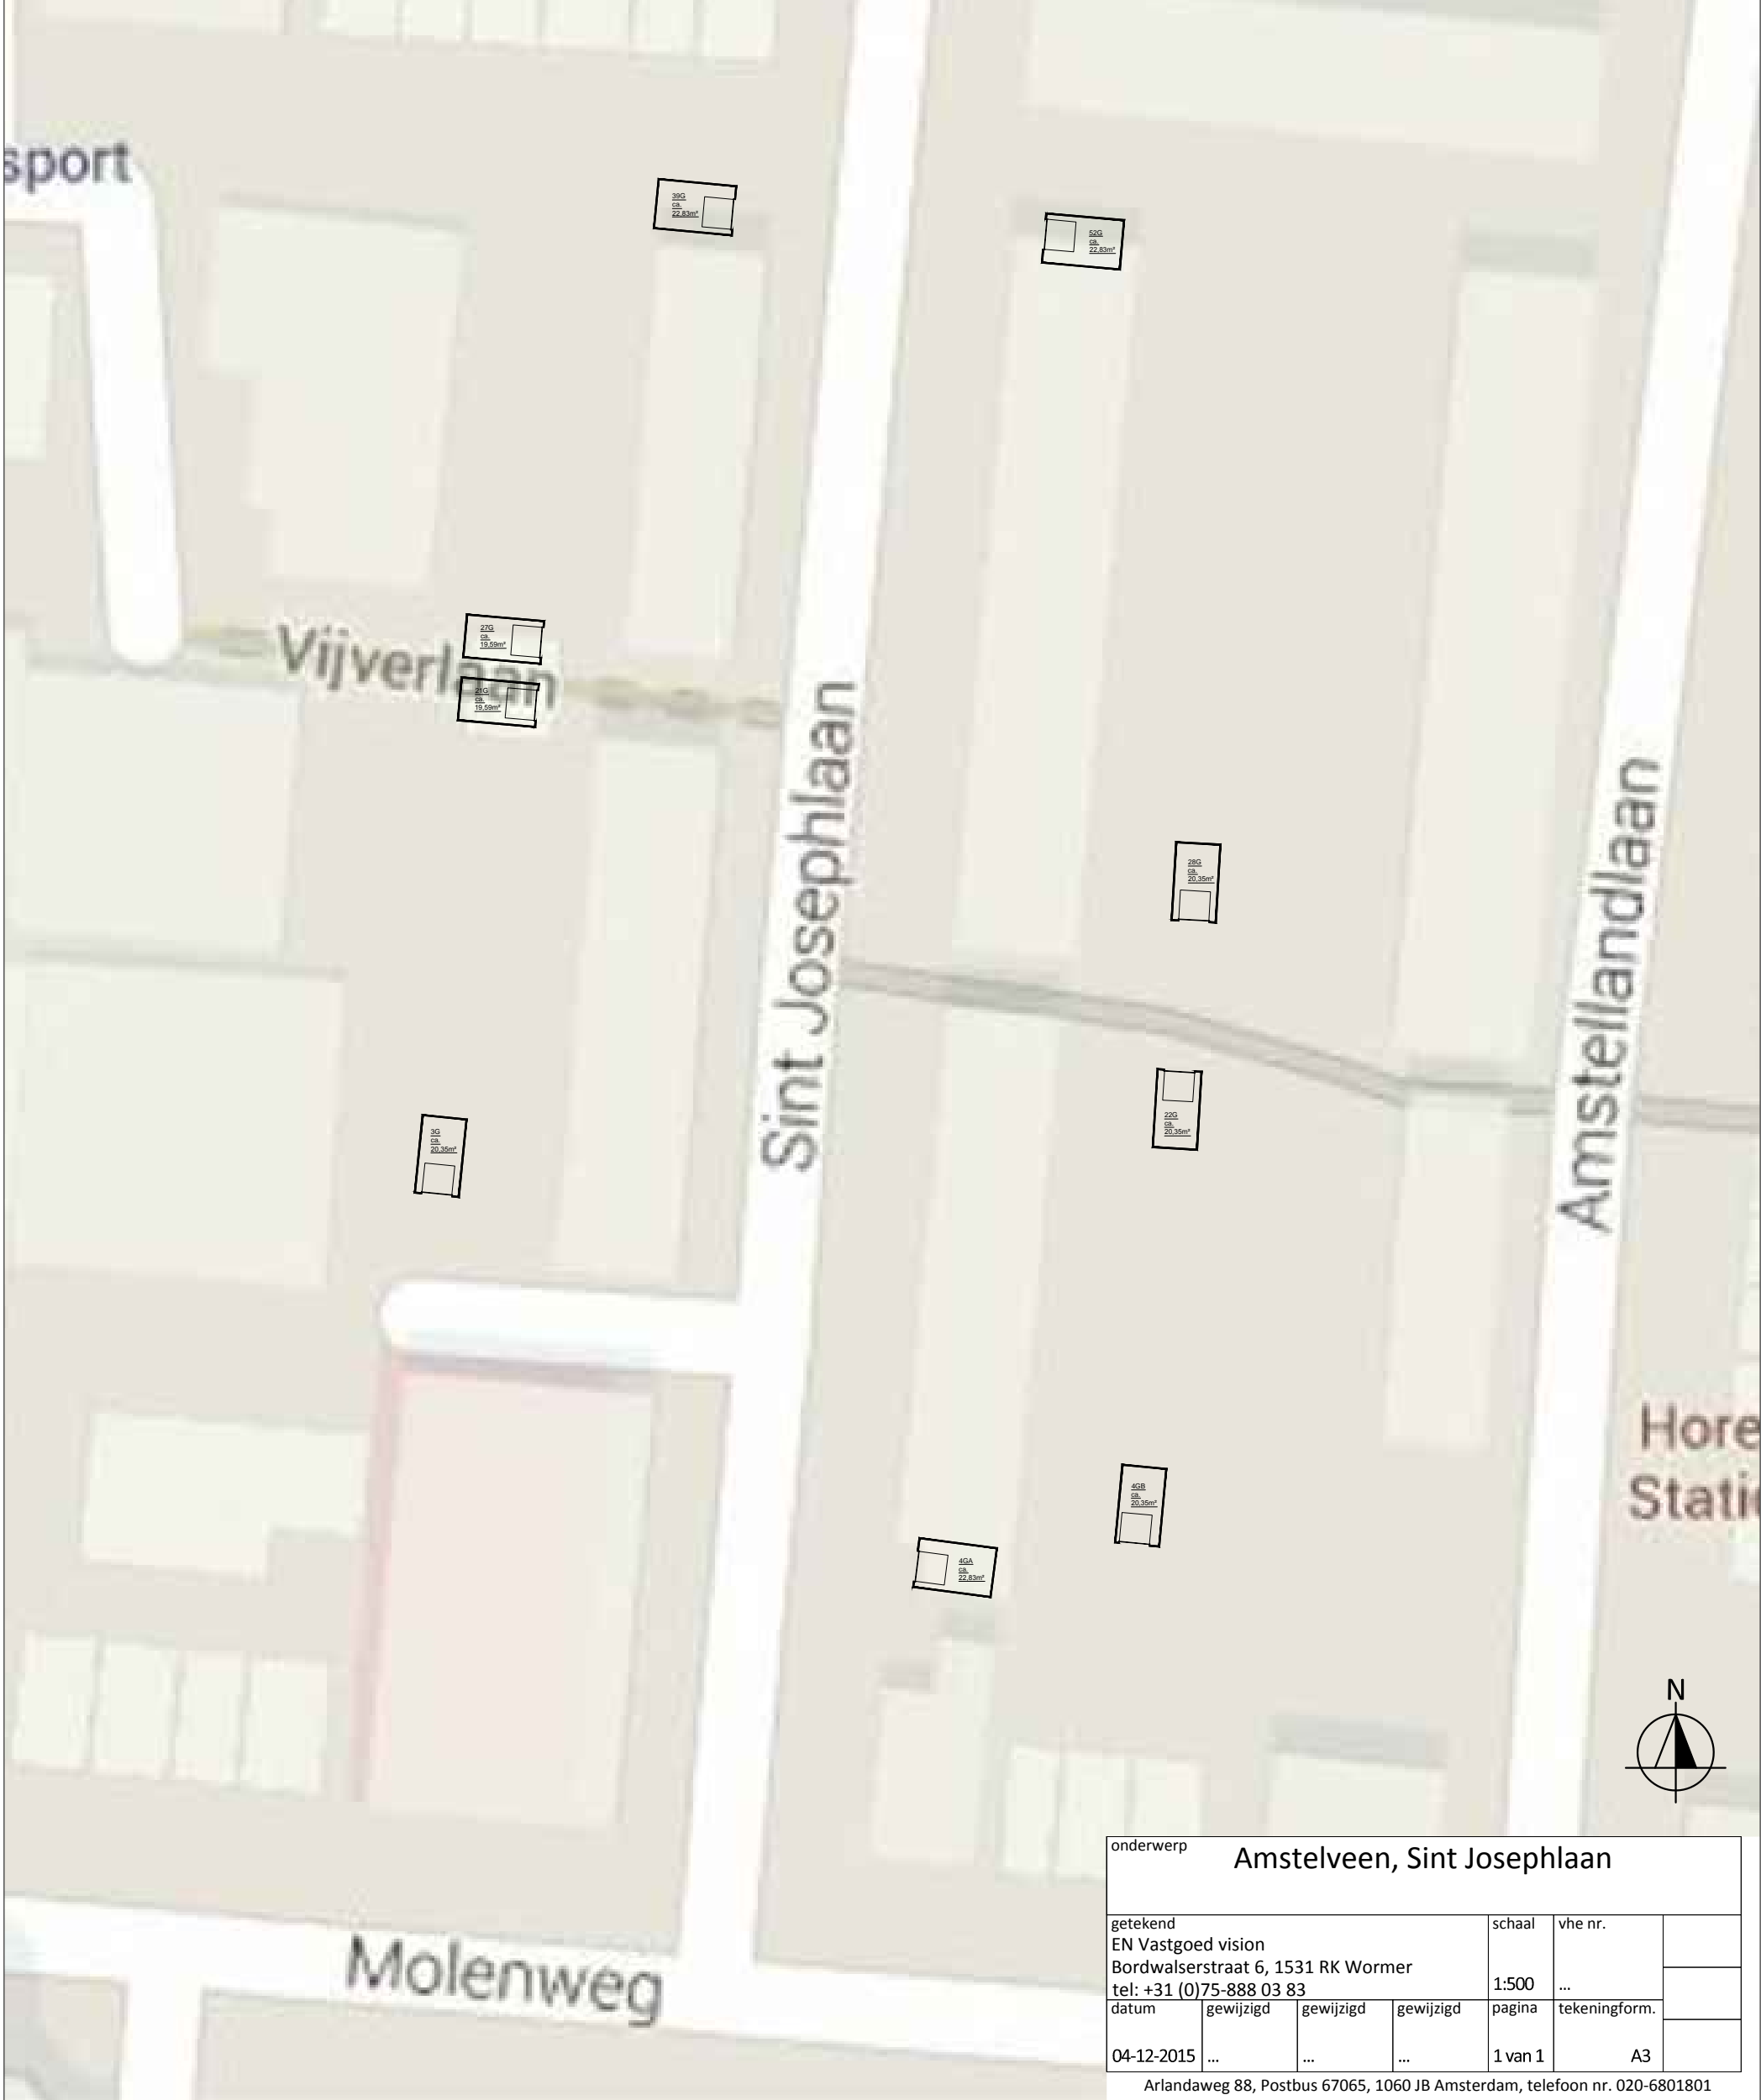 sport
39G
ca.
22,83m²
52G
ca.
22,83m²
27G
ca.
19,59m²
Vijverlaan
21G
ca.
19,59m²
Sint Josephlaan
28G
ca.
20,35m²
Amstellandlaan
22G
ca.
20,35m²
3G
ca.
20,35m²
Hore
Stati
4GB
ca.
20,35m²
4GA
ca.
22,83m²
N
Molenweg
onderwerp
Amstelveen, Sint Josephlaan
getekend
EN Vastgoed vision
Bordwalserstraat 6, 1531 RK Wormer
tel: +31 (0)75-888 03 83
schaal
1:500
vhe nr.
...
datum
04-12-2015
gewijzigd
...
gewijzigd
...
gewijzigd
...
pagina
1 van 1
tekeningform.
A3
Arlandaweg 88, Postbus 67065, 1060 JB Amsterdam, telefoon nr. 020-6801801